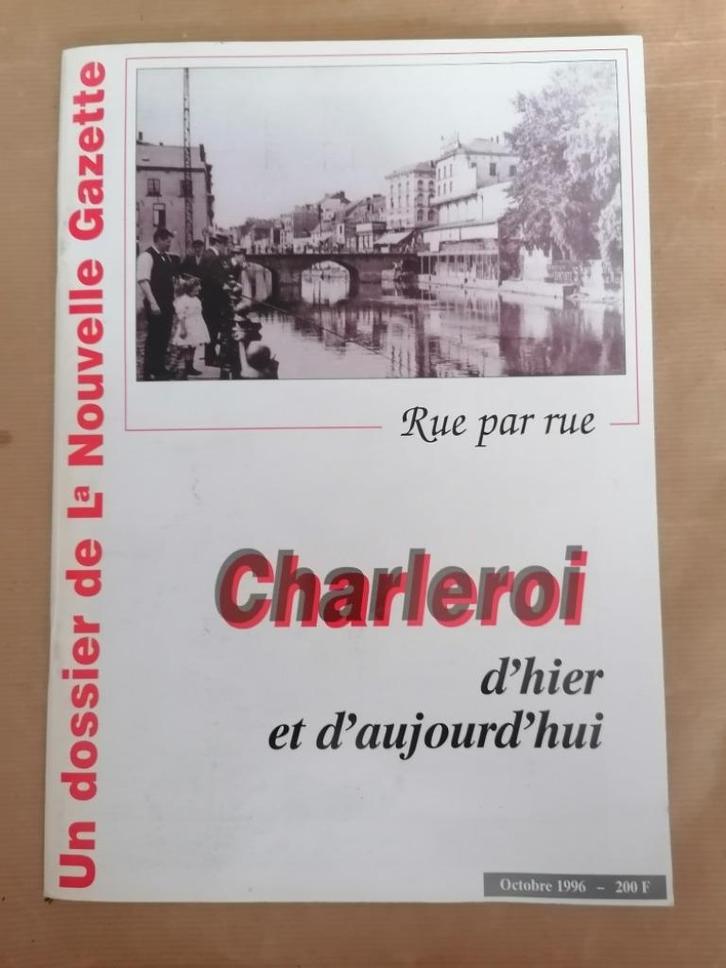 Un dossier de La Nouvelle Gazette
Rue par rue
Charleroi
d'hier
et d'aujourd'hui
Octobre 1996 – 200 F